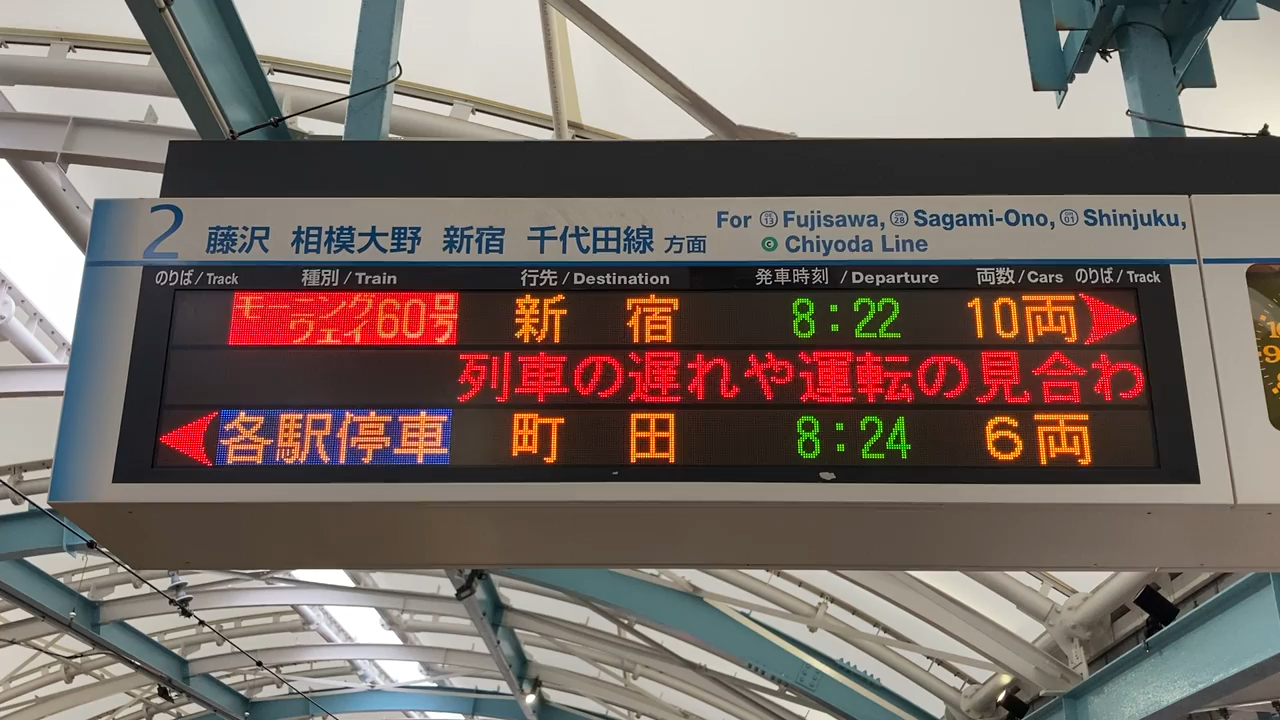 2 藤沢 相模大野 新宿 千代田線 方面
For OE13 Fujisawa, OH28 Sagami-Ono, OH01 Shinjuku,
C Chiyoda Line
のりば / Track 種別 / Train 行先 / Destination 発車時刻 / Departure 両数 / Cars のりば / Track
モーニングウェイ60号 新宿 8:22 10両
列車の遅れや運転の見合わ
各駅停車 町田 8:24 6両